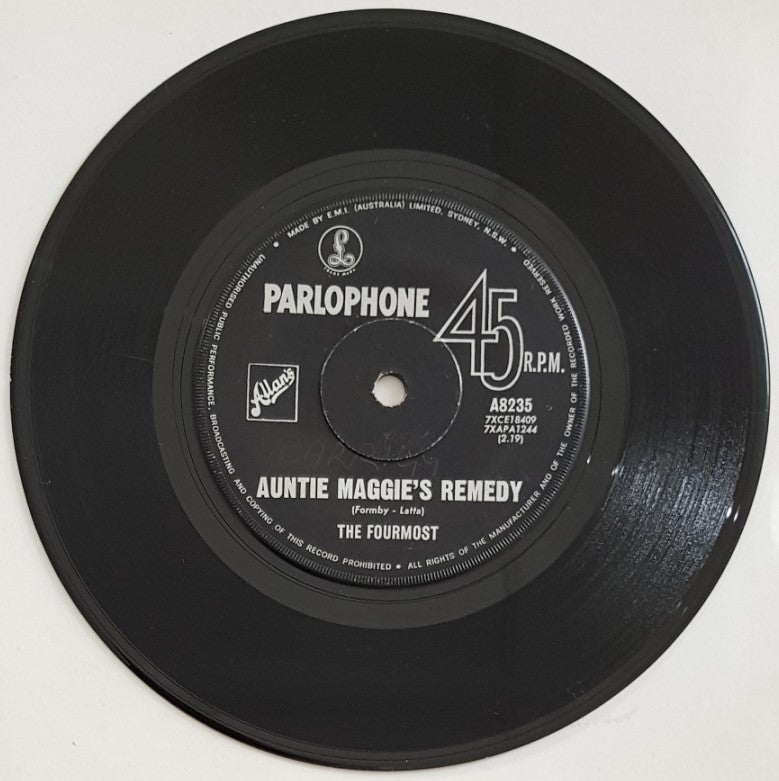 MADE BY E.M.I. (AUSTRALIA) LIMITED, SYDNEY, N.S.W. • ALL RIGHTS OF THE MANUFACTURER AND OF THE OWNER OF THE RECORDED WORK RESERVED
UNAUTHORISED PUBLIC PERFORMANCE, BROADCASTING AND COPYING OF THIS RECORD PROHIBITED
£
TRADE MARK
PARLOPHONE
45 R.P.M.
Allan's
A8235
7XCE18409
7XAPA1244
(2.19)
AUNTIE MAGGIE'S REMEDY
(Formby - Latta)
THE FOURMOST